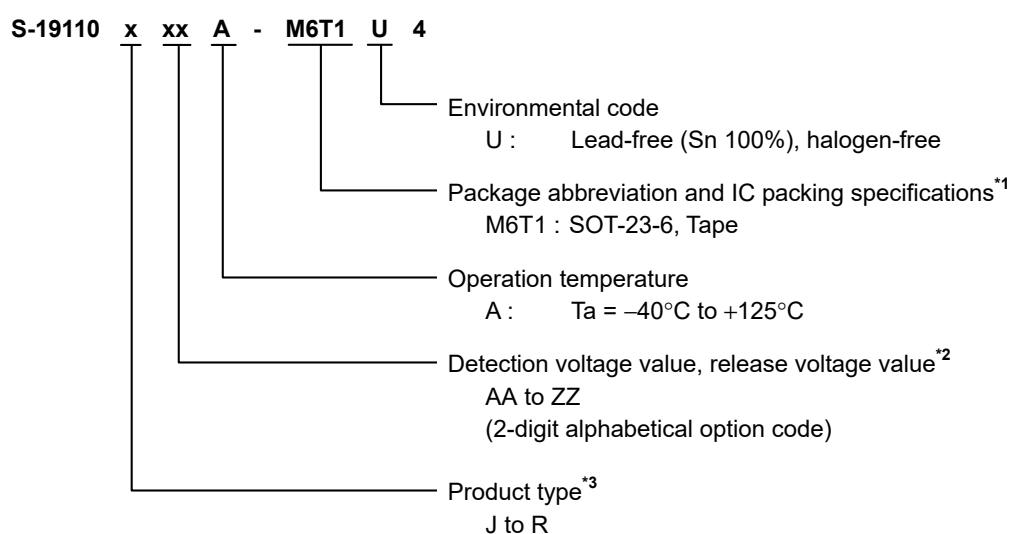 S-19110 x xx A - M6T1 U 4
Environmental code
U : Lead-free (Sn 100%), halogen-free
Package abbreviation and IC packing specifications*1
M6T1 : SOT-23-6, Tape
Operation temperature
A : Ta = −40°C to +125°C
Detection voltage value, release voltage value*2
AA to ZZ
(2-digit alphabetical option code)
Product type*3
J to R